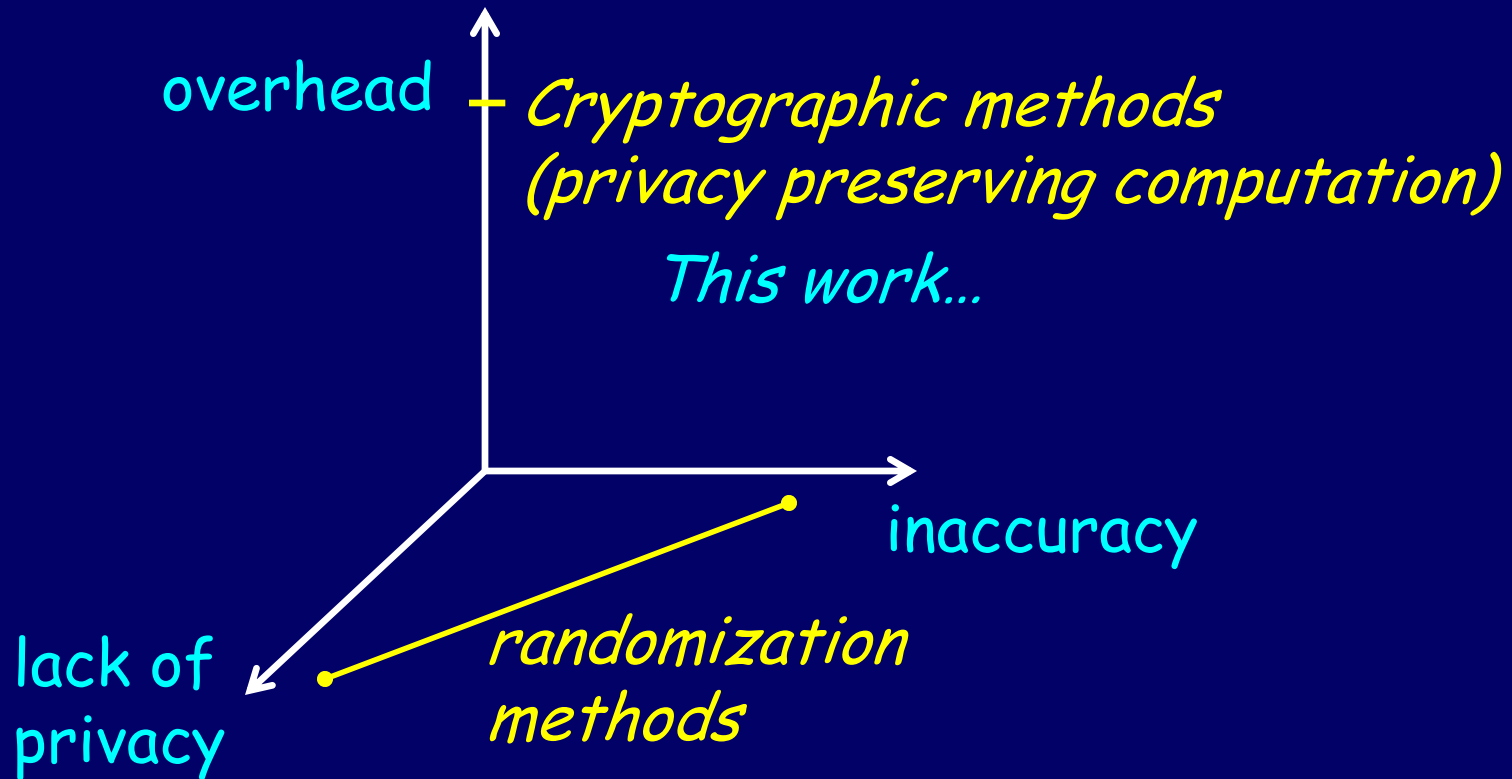 overhead
Cryptographic methods
(privacy preserving computation)
This work…
inaccuracy
randomization
methods
lack of
privacy